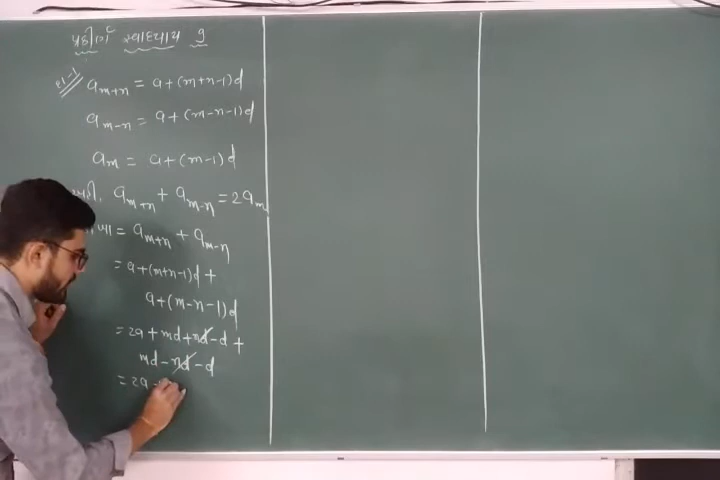 પ્રકીર્ણ સ્વાધ્યાય 9
a_{m+n} = a+(m+n-1)d
a_{m-n} = a+(m-n-1)d
a_m = a+(m-1)d
a_{m+n} + a_{m-n} = 2a_m
= a_{m+n} + a_{m-n}
= a+(m+n-1)d +
a+(m-n-1)d
= 2a + md + nd - d +
md - nd - d
= 2a